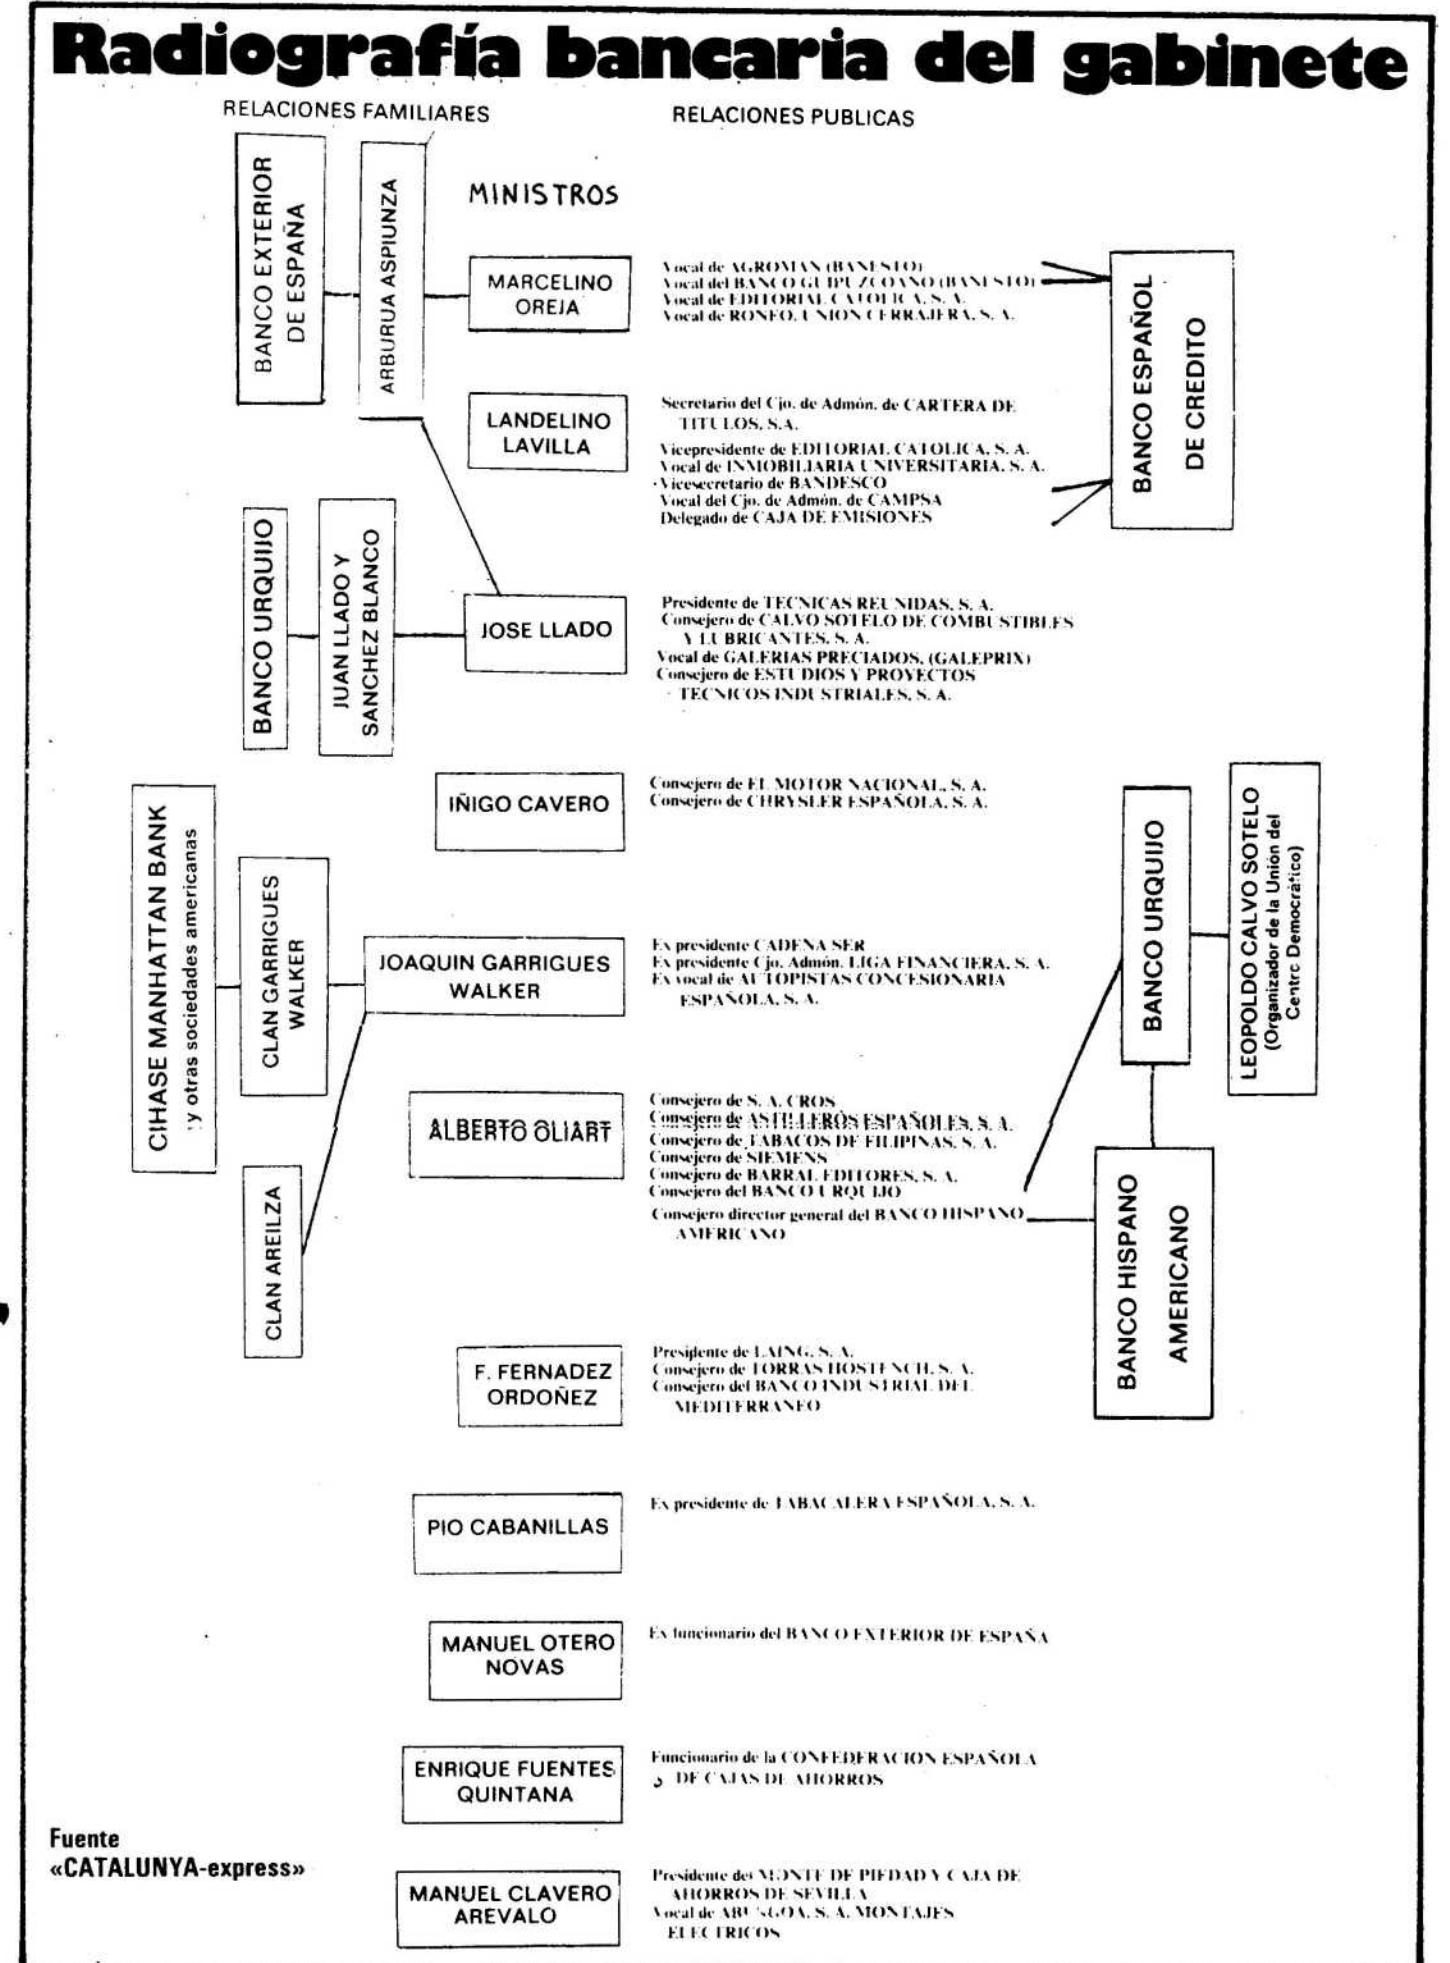 Radiografía bancaria del gabinete
RELACIONES FAMILIARES
RELACIONES PUBLICAS
BANCO EXTERIOR
DE ESPAÑA
ARBURUA ASPIUNZA
MINISTROS
MARCELINO
OREJA
Vocal de AGROMAN (BANESTO)
Vocal del BANCO GUIPUZCOANO (BANESTO)
Vocal de EDITORIAL CATOLICA, S. A.
Vocal de RONEO, UNION CERRAJERA, S. A.
BANCO ESPAÑOL
DE CREDITO
LANDELINO
LAVILLA
Secretario del Cjo. de Admón. de CARTERA DE
TITULOS, S.A.
Vicepresidente de EDITORIAL CATOLICA, S. A.
Vocal de INMOBILIARIA UNIVERSITARIA, S. A.
Vicesecretario de BANDESCO
Vocal del Cjo. de Admón. de CAMPSA
Delegado de CAJA DE EMISIONES
BANCO URQUIJO
JUAN LLADO Y
SANCHEZ BLANCO
JOSE LLADO
Presidente de TECNICAS REUNIDAS, S. A.
Consejero de CALVO SOTELO DE COMBUSTIBLES
Y LUBRICANTES, S. A.
Vocal de GALERIAS PRECIADOS, (GALEPRIX)
Consejero de ESTUDIOS Y PROYECTOS
TECNICOS INDUSTRIALES, S. A.
IÑIGO CAVERO
Consejero de EL MOTOR NACIONAL, S. A.
Consejero de CHRYSLER ESPAÑOLA, S. A.
CIHASE MANHATTAN BANK
y otras sociedades americanas
CLAN GARRIGUES
WALKER
JOAQUIN GARRIGUES
WALKER
Ex presidente CADENA SER
Ex presidente Cjo. Admón. LIGA FINANCIERA, S. A.
Ex vocal de AUTOPISTAS CONCESIONARIA
ESPAÑOLA, S. A.
BANCO URQUIJO
LEOPOLDO CALVO SOTELO
(Organizador de la Unión del
Centro Democrático)
CLAN AREILZA
ALBERTO OLIART
Consejero de S. A. CROS
Consejero de ASTILLEROS ESPAÑOLES, S. A.
Consejero de TABACOS DE FILIPINAS, S. A.
Consejero de SIEMENS
Consejero de BARRAL EDITORES, S. A.
Consejero del BANCO URQUIJO
Consejero director general del BANCO HISPANO
AMERICANO
BANCO HISPANO
AMERICANO
F. FERNADEZ
ORDOÑEZ
Presidente de LAING, S. A.
Consejero de TORRAS HOSTENCH, S. A.
Consejero del BANCO INDUSTRIAL DEL
MEDITERRANEO
PIO CABANILLAS
Ex presidente de TABACALERA ESPAÑOLA, S. A.
MANUEL OTERO
NOVAS
Ex funcionario del BANCO EXTERIOR DE ESPAÑA
ENRIQUE FUENTES
QUINTANA
Funcionario de la CONFEDERACION ESPAÑOLA
DE CAJAS DE AHORROS
Fuente
«CATALUNYA-express»
MANUEL CLAVERO
AREVALO
Presidente del MONTE DE PIEDAD Y CAJA DE
AHORROS DE SEVILLA
Vocal de S. A. MONTAJES
ELECTRICOS